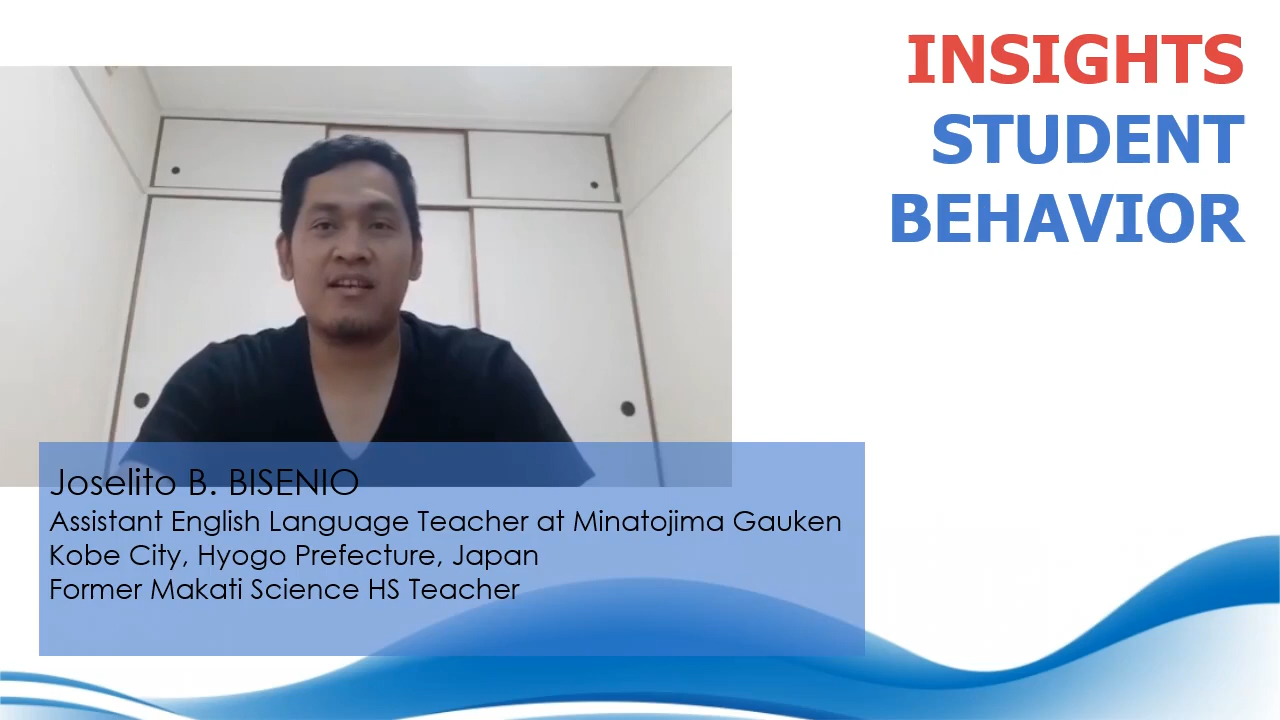 INSIGHTS
STUDENT
BEHAVIOR
Joselito B. BISENIO
Assistant English Language Teacher at Minatojima Gauken
Kobe City, Hyogo Prefecture, Japan
Former Makati Science HS Teacher